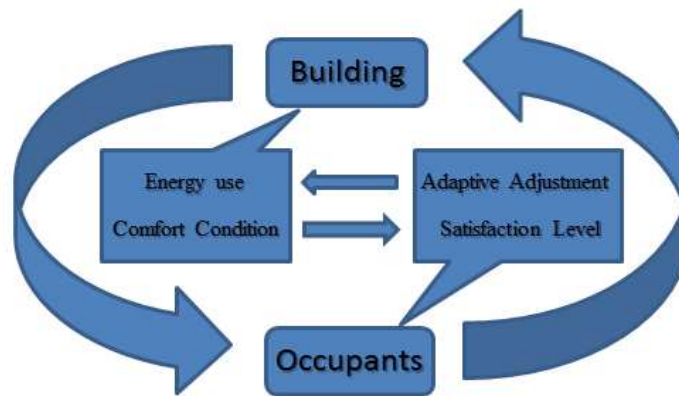 Building
Energy use
Comfort Condition
Adaptive Adjustment
Satisfaction Level
Occupants